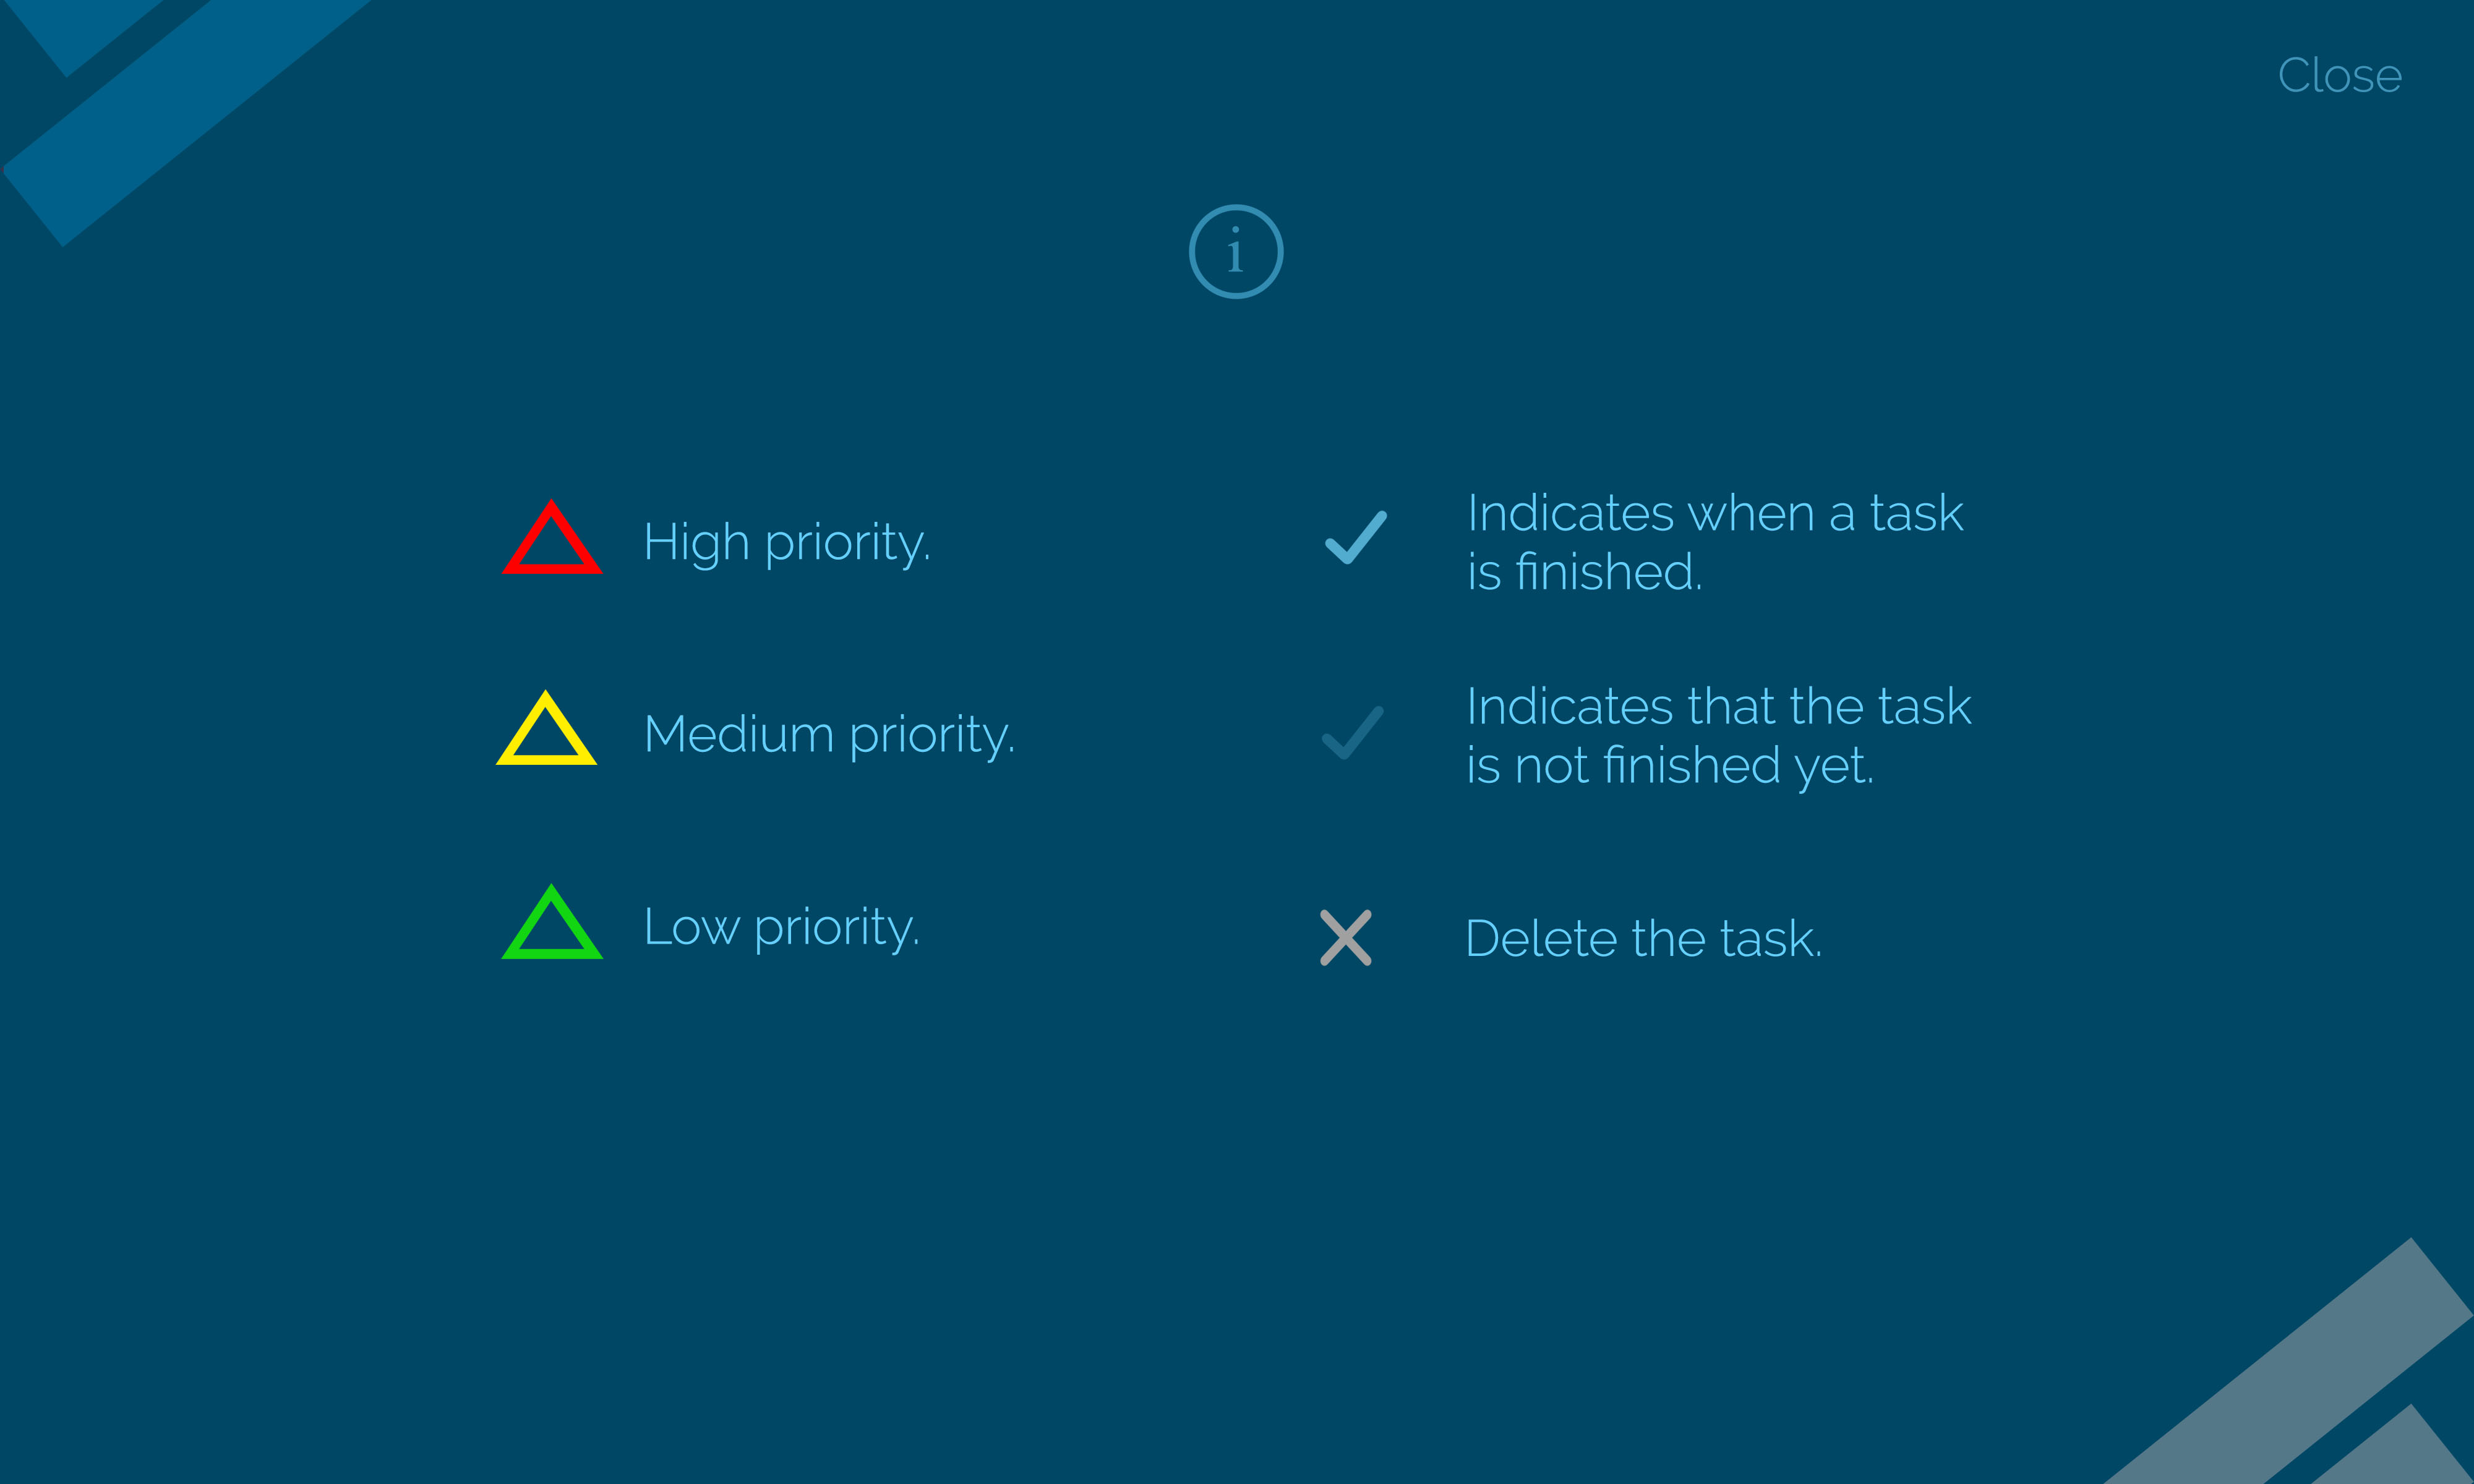 Close
i
High priority.
Medium priority.
Low priority.
Indicates when a task
is finished.
Indicates that the task
is not finished yet.
Delete the task.